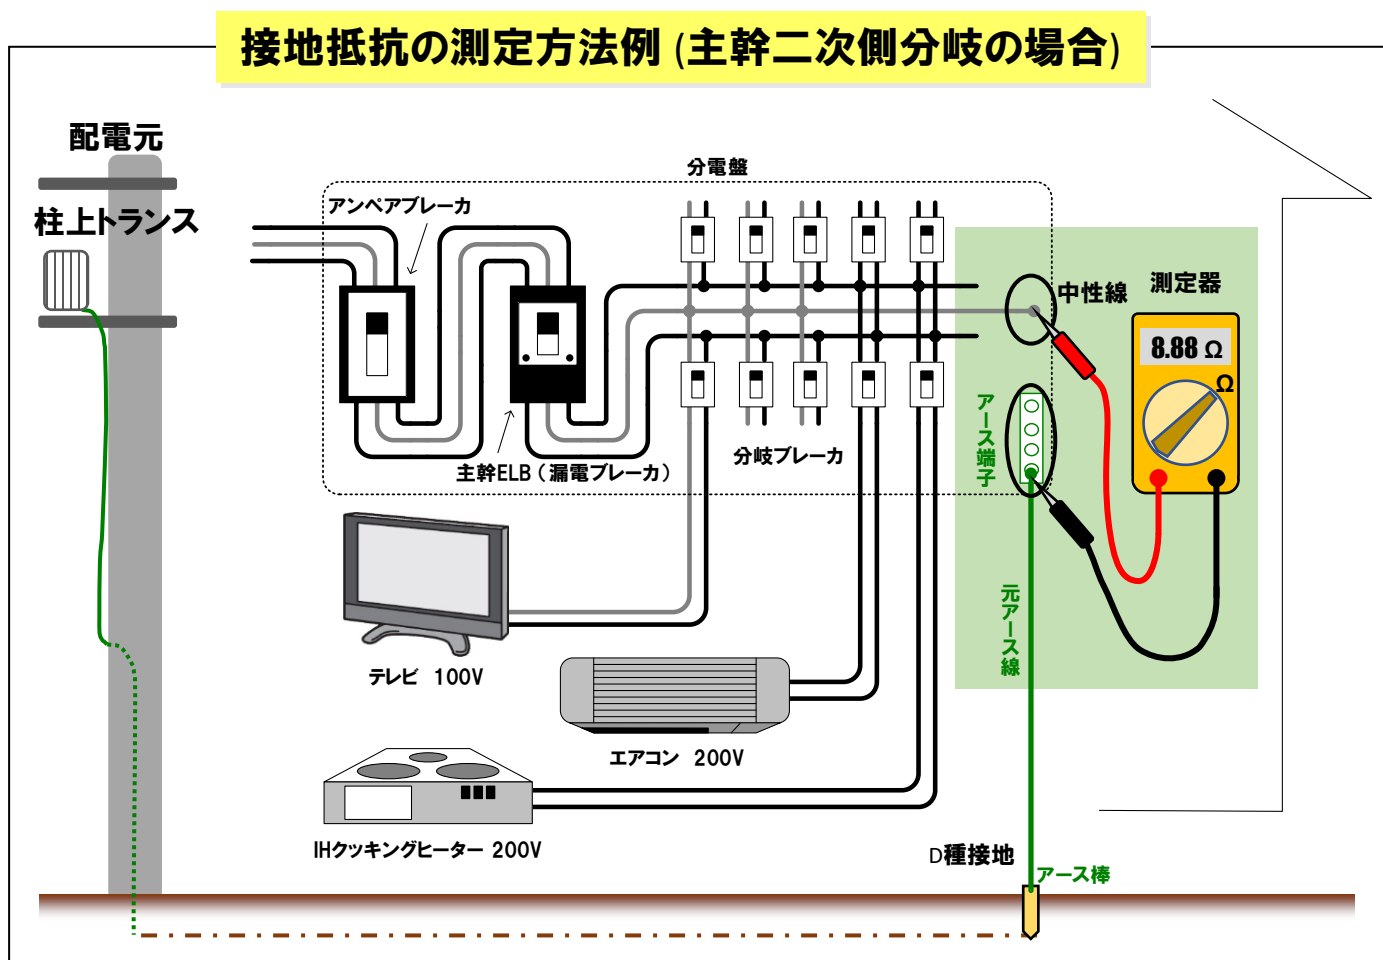 接地抵抗の測定方法例 (主幹二次側分岐の場合)
配電元
柱上トランス
分電盤
アンペアブレーカ
中性線
測定器
8.88 Ω
Ω
アース端子
主幹ELB(漏電ブレーカ)
分岐ブレーカ
元アース線
テレビ 100V
エアコン 200V
IHクッキングヒーター 200V
D種接地
アース棒